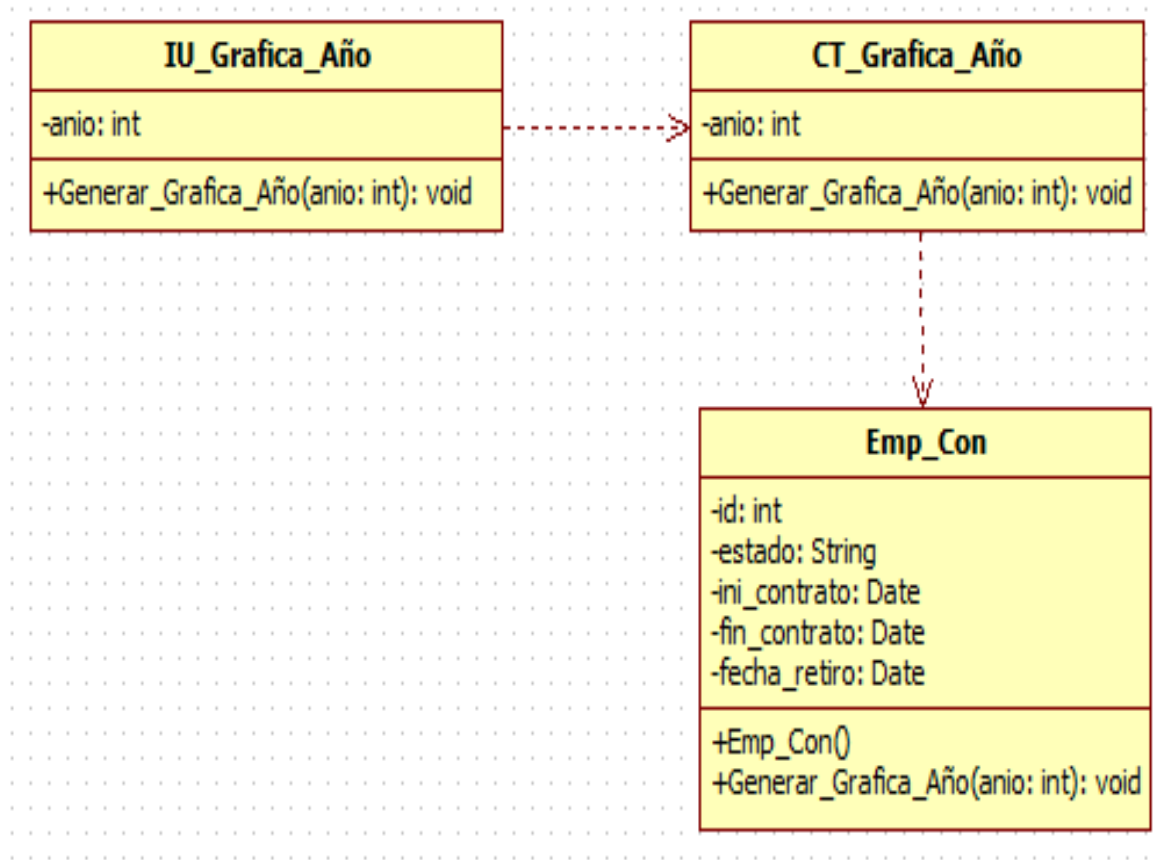 IU_Grafica_Año
-anio: int
+Generar_Grafica_Año(anio: int): void
CT_Grafica_Año
-anio: int
+Generar_Grafica_Año(anio: int): void
Emp_Con
-id: int
-estado: String
-ini_contrato: Date
-fin_contrato: Date
-fecha_retiro: Date
+Emp_Con()
+Generar_Grafica_Año(anio: int): void